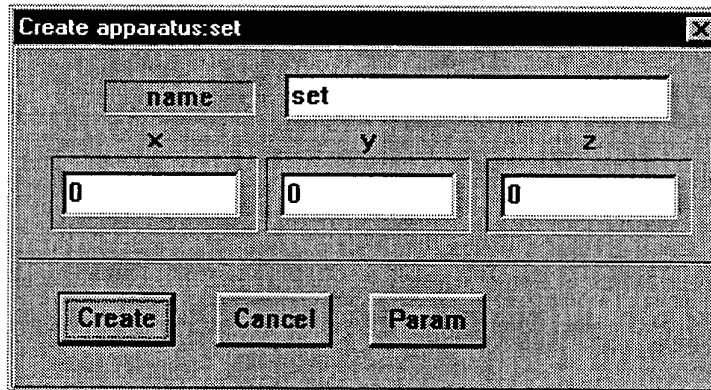 Create apparatus:set
name set
x y z
0 0 0
Create Cancel Param